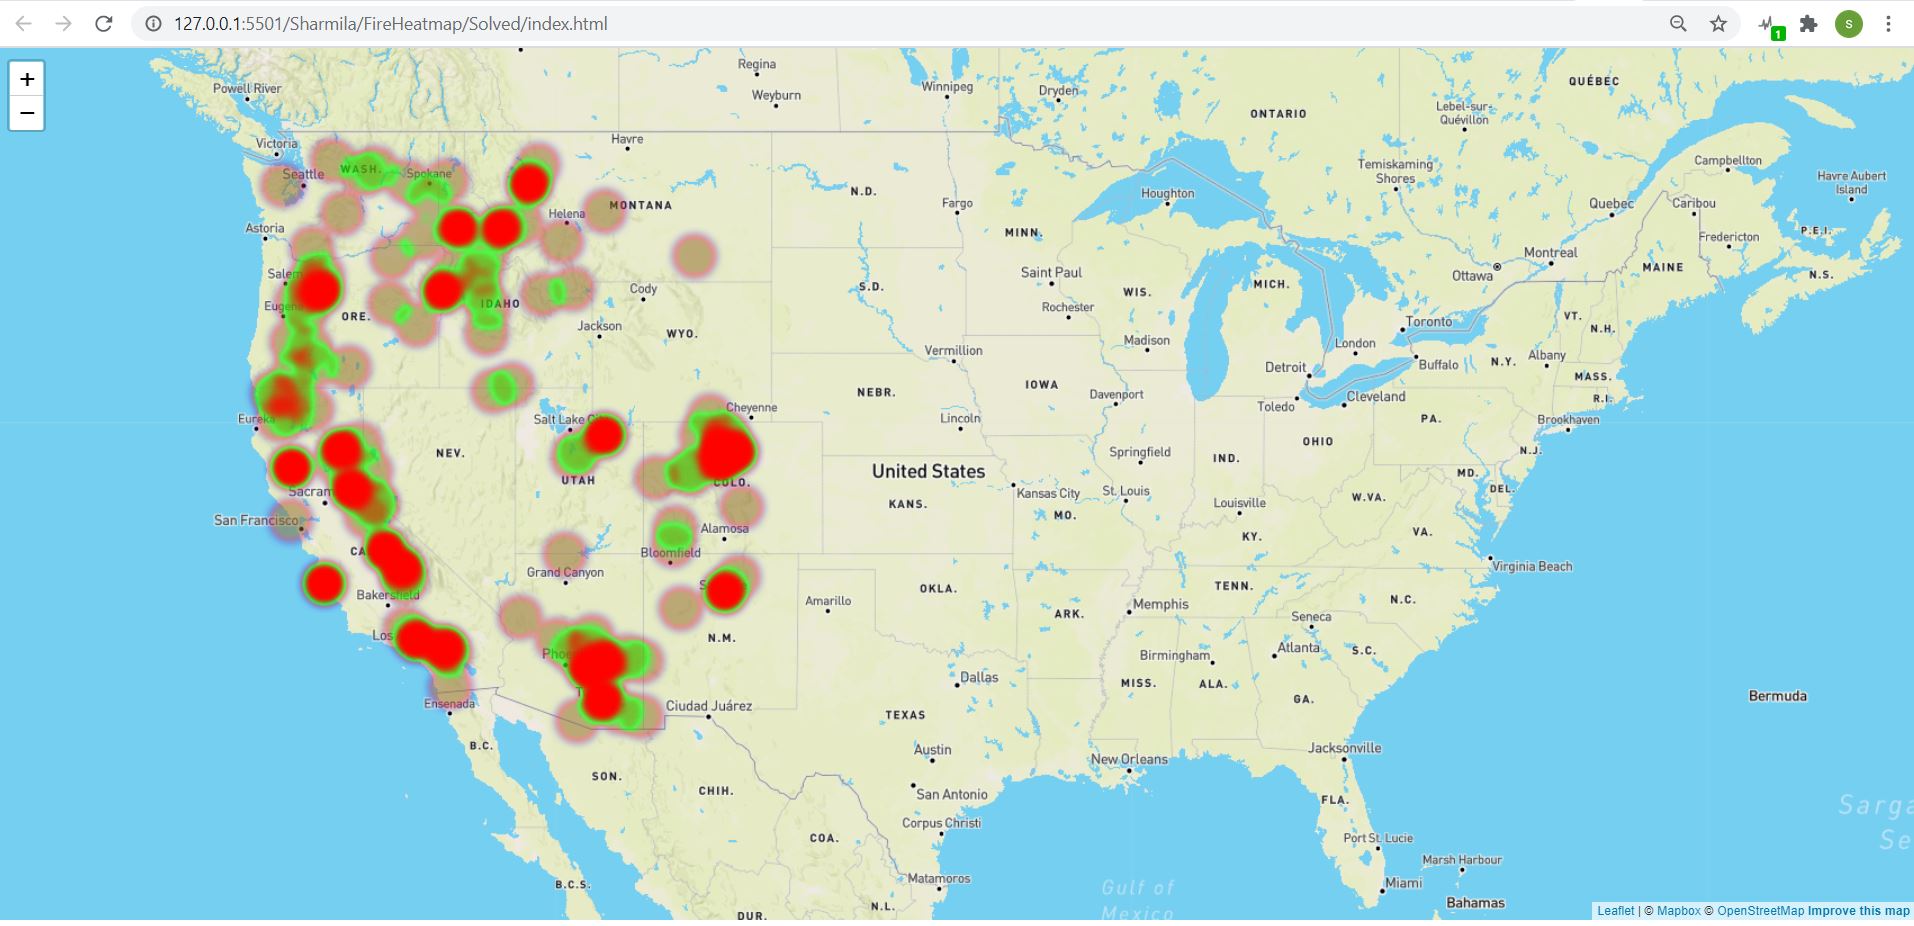 127.0.0.1:5501/Sharmila/FireHeatmap/Solved/index.html
1
S
+
−
Regina
QUÉBEC
Powell River
Weyburn
Winnipeg
Dryden
Lebel-sur-
Quévillon
ONTARIO
Victoria
Havre
Temiskaming
Shores
Campbellton
WASH.
Spokane
Seattle
Havre Aubert
Island
N.D.
Houghton
MONTANA
Quebec
Caribou
Helena
Fargo
Astoria
MINN.
P.E.I.
Fredericton
Montreal
Salem
Saint Paul
Ottawa
MAINE
N.S.
S.D.
Cody
WIS.
MICH.
IDAHO
Eugene
Rochester
ORE.
VT.
Toronto
Jackson
WYO.
N.H.
Madison
London
Vermillion
Albany
Detroit
Buffalo
N.Y.
MASS.
IOWA
NEBR.
Davenport
Cleveland
R.I.
Toledo
Cheyenne
Eureka
Salt Lake
Lincoln
PA.
Brookhaven
OHIO
NEV.
Springfield
N.J.
IND.
United States
MD.
UTAH
COLO.
DEL.
Sacram
Kansas City
St. Louis
W.VA.
KANS.
Louisville
San Francisco
MO.
Alamosa
VA.
KY.
CA
Bloomfield
Grand Canyon
Virginia Beach
S
OKLA.
TENN.
Bakersfield
Amarillo
Memphis
N.C.
ARK.
Seneca
Los
N.M.
Atlanta
S.C.
Phoe
Birmingham
Dallas
MISS.
ALA.
T
Bermuda
GA.
Ensenada
Ciudad Juárez
TEXAS
B.C.
Austin
Jacksonville
New Orleans
SON.
CHIH.
San Antonio
FLA.
Sarga
Corpus Christi
COA.
Port St. Lucie
Se
Marsh Harbour
Matamoros
B.C.S.
Miami
Gulf of
Mexico
Bahamas
N.L.
DUR.
Leaflet | © Mapbox © OpenStreetMap Improve this map